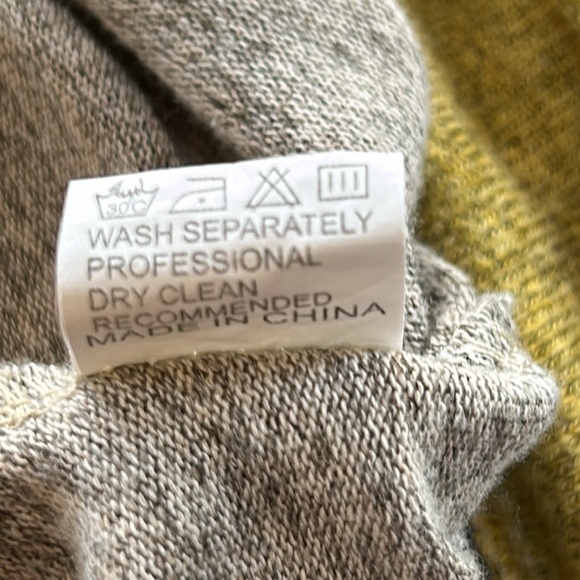 30°C
WASH SEPARATELY
PROFESSIONAL
DRY CLEAN
RECOMMENDED
MADE IN CHINA